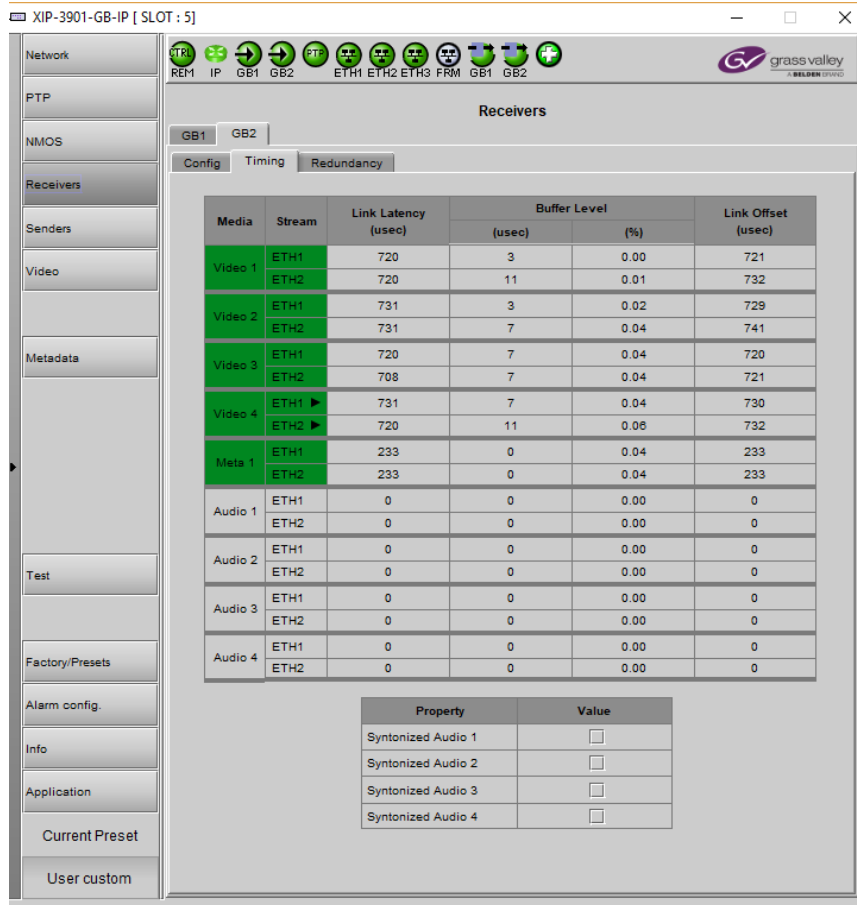 XIP-3901-GB-IP [ SLOT : 5]
Network
PTP
NMOS
Receivers
Senders
Video
Metadata
Test
Factory/Presets
Alarm config.
Info
Application
Current Preset
User custom
CTRL PTP
REM IP GB1 GB2 ETH1 ETH2 ETH3 FRM GB1 GB2
GV grass valley
A BELDEN BRAND
Receivers
GB1 GB2
Config Timing Redundancy
Media Stream Link Latency (usec) Buffer Level (usec) (%) Link Offset (usec)
Video 1 ETH1 720 3 0.00 721
ETH2 720 11 0.01 732
Video 2 ETH1 731 3 0.02 729
ETH2 731 7 0.04 741
Video 3 ETH1 720 7 0.04 720
ETH2 708 7 0.04 721
Video 4 ETH1 ► 731 7 0.04 730
ETH2 ► 720 11 0.06 732
Meta 1 ETH1 233 0 0.04 233
ETH2 233 0 0.04 233
Audio 1 ETH1 0 0 0.00 0
ETH2 0 0 0.00 0
Audio 2 ETH1 0 0 0.00 0
ETH2 0 0 0.00 0
Audio 3 ETH1 0 0 0.00 0
ETH2 0 0 0.00 0
Audio 4 ETH1 0 0 0.00 0
ETH2 0 0 0.00 0
Property Value
Syntonized Audio 1
Syntonized Audio 2
Syntonized Audio 3
Syntonized Audio 4